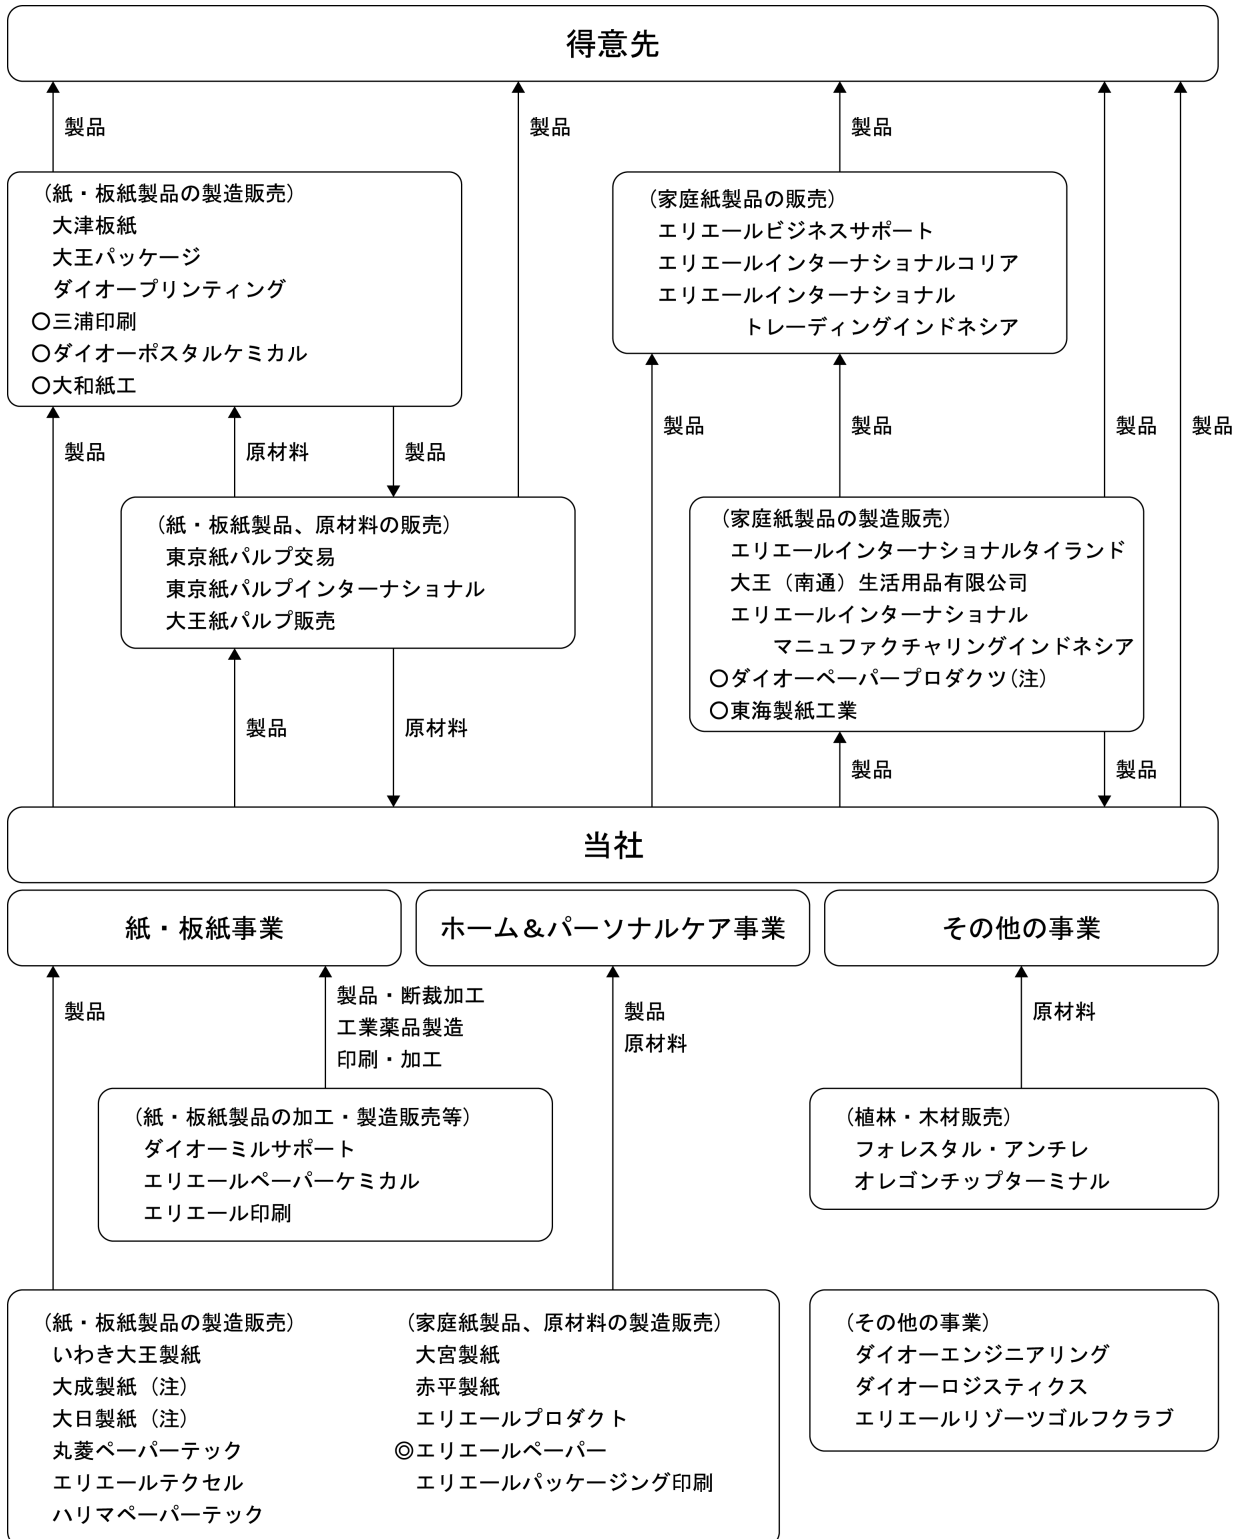 得意先
製品
製品
製品
(紙・板紙製品の製造販売)
大津板紙
大王パッケージ
ダイオープリンティング
○三浦印刷
○ダイオーポスタルケミカル
○大和紙工
(家庭紙製品の販売)
エリエールビジネスサポート
エリエールインターナショナルコリア
エリエールインターナショナル
トレーディングインドネシア
製品
原材料
製品
製品
製品
製品
製品
(紙・板紙製品、原材料の販売)
東京紙パルプ交易
東京紙パルプインターナショナル
大王紙パルプ販売
(家庭紙製品の製造販売)
エリエールインターナショナルタイランド
大王（南通）生活用品有限公司
エリエールインターナショナル
マニュファクチャリングインドネシア
○ダイオーペーパープロダクツ(注)
○東海製紙工業
製品
原材料
製品
製品
当社
紙・板紙事業
ホーム＆パーソナルケア事業
その他の事業
製品
製品・断裁加工
工業薬品製造
印刷・加工
製品
原材料
原材料
(紙・板紙製品の加工・製造販売等)
ダイオーミルサポート
エリエールペーパーケミカル
エリエール印刷
(植林・木材販売)
フォレスタル・アンチレ
オレゴンチップターミナル
(紙・板紙製品の製造販売)
いわき大王製紙
大成製紙（注）
大日製紙（注）
丸菱ペーパーテック
エリエールテクセル
ハリマペーパーテック
(家庭紙製品、原材料の製造販売)
大宮製紙
赤平製紙
エリエールプロダクト
◎エリエールペーパー
エリエールパッケージング印刷
(その他の事業)
ダイオーエンジニアリング
ダイオーロジスティクス
エリエールリゾーツゴルフクラブ